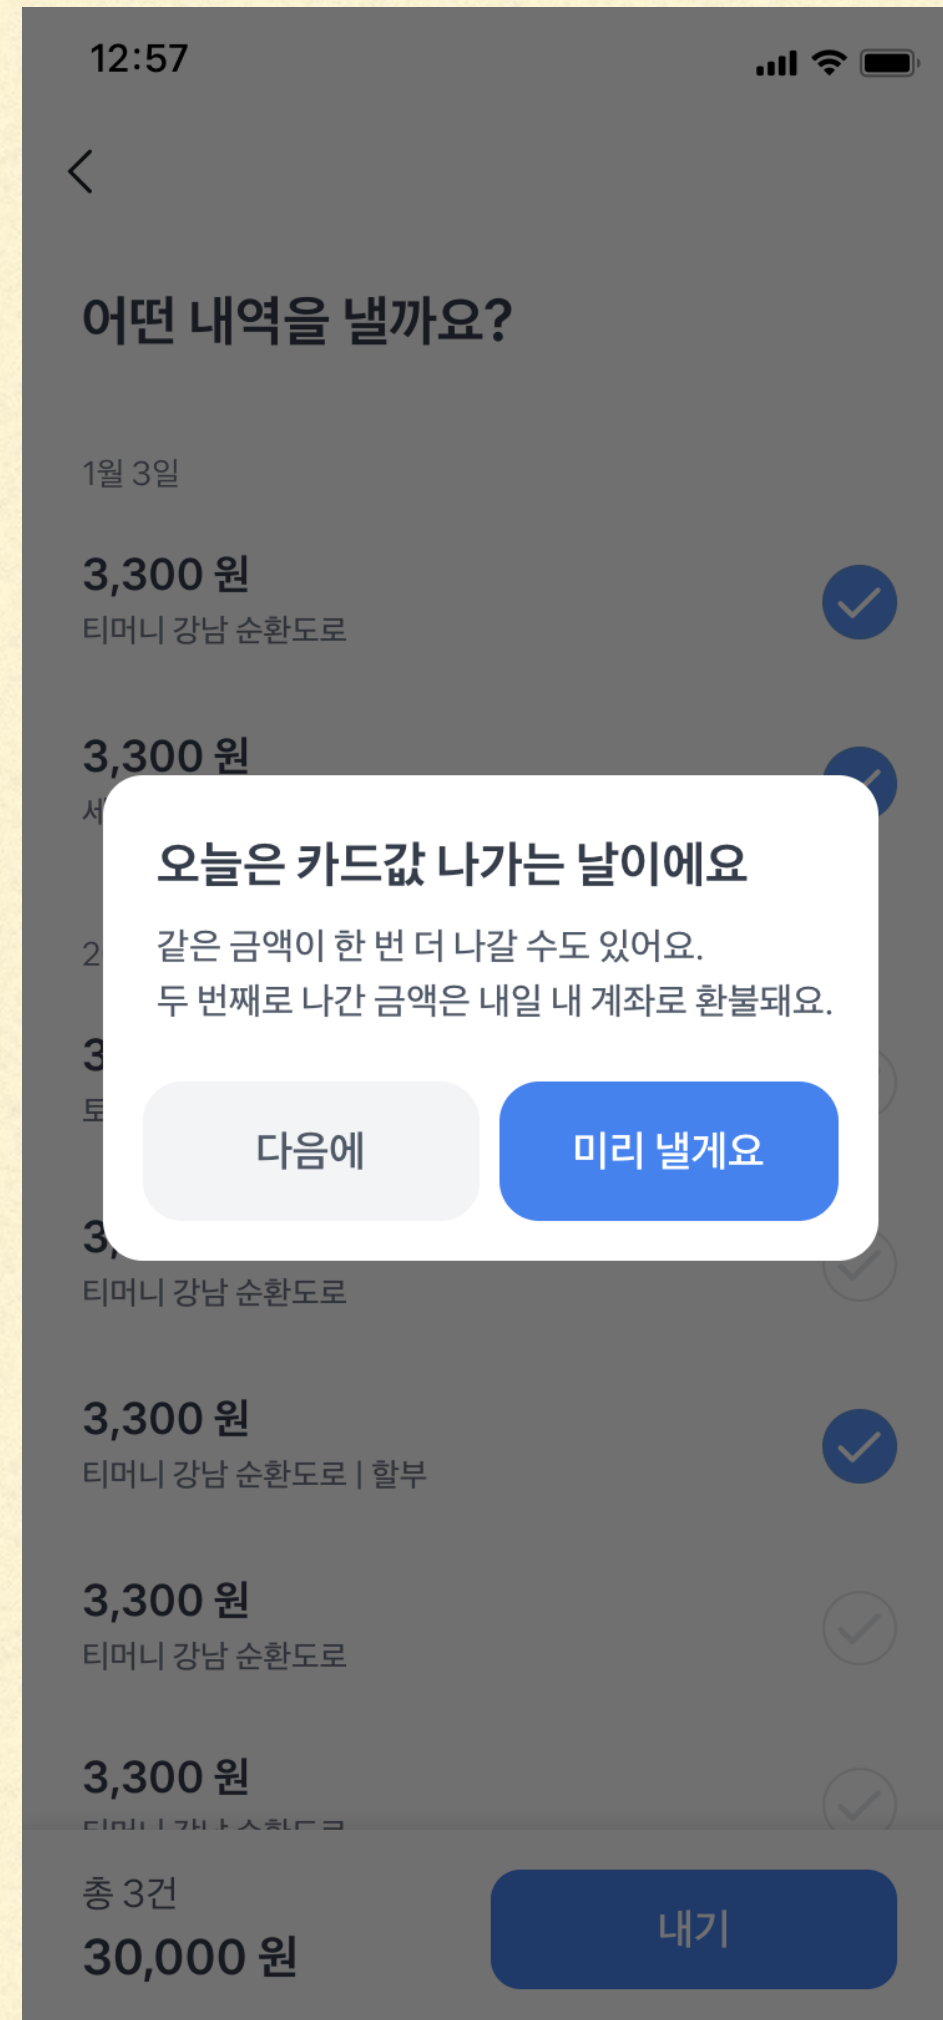 12:57
어떤 내역을 낼까요?
1월 3일
3,300 원
티머니 강남 순환도로
3,300 원
오늘은 카드값 나가는 날이에요
같은 금액이 한 번 더 나갈 수도 있어요.
두 번째로 나간 금액은 내일 내 계좌로 환불돼요.
다음에
미리 낼게요
티머니 강남 순환도로
3,300 원
티머니 강남 순환도로 | 할부
3,300 원
티머니 강남 순환도로
3,300 원
총 3건
30,000 원
내기